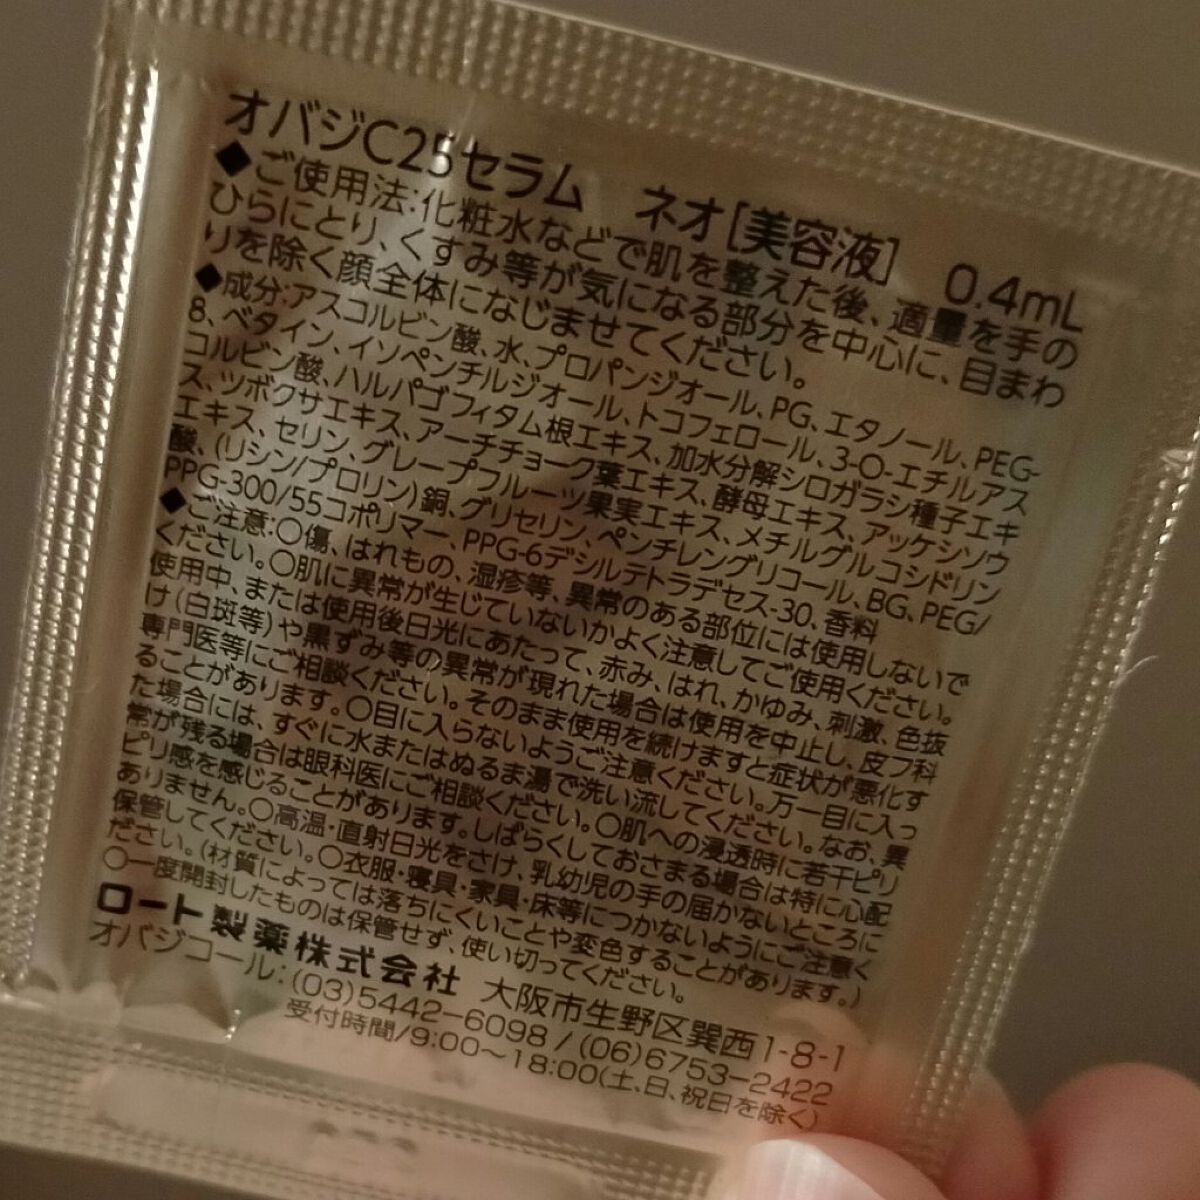 オバジC25セラム　ネオ[美容液]　0.4mL
◆ご使用法:化粧水などで肌を整えた後、適量を手の
ひらにとり、くすみ等が気になる部分を中心に、目まわ
りを除く顔全体になじませてください。
◆成分:アスコルビン酸、水、プロパンジオール、PG、エタノール、PEG-
8、ベタイン、イソペンチルジオール、トコフェロール、3-O-エチルアス
コルビン酸、ハルパゴフィタム根エキス、加水分解シロガラシ種子エキ
ス、ツボクサエキス、アーチチョーク葉エキス、酵母エキス、アッケシソウ
エキス、セリン、グレープフルーツ果実エキス、メチルグルコシドリン
酸、(リシン/プロリン)銅、グリセリン、ペンチレングリコール、BG、PEG/
PPG-300/55コポリマー、PPG-6デシルテトラデセス-30、香料
◆ご注意:○傷、はれもの、湿疹等、異常のある部位には使用しないで
ください。○肌に異常が生じていないかよく注意してご使用ください。
使用中、または使用後日光にあたって、赤み、はれ、かゆみ、刺激、色抜
け(白斑等)や黒ずみ等の異常が現れた場合は使用を中止し、皮フ科
専門医等にご相談ください。そのまま使用を続けますと症状が悪化す
ることがあります。○目に入らないようご注意ください。万一目に入っ
た場合には、すぐに水またはぬるま湯で洗い流してください。なお、異
常が残る場合は眼科医にご相談ください。○肌への浸透時に若干ピリ
ピリ感を感じることがあります。しばらくしておさまる場合は特に心配
ありません。○高温・直射日光をさけ、乳幼児の手の届かないところに
保管してください。○衣服・寝具・家具・床等につかないようにご注意く
ださい。(材質によっては落ちにくいことや変色することがあります。)
○一度開封したものは保管せず、使い切ってください。
ロート製薬株式会社 大阪市生野区巽西1-8-1
オバジコール:(03)5442-6098/(06)6753-2422
受付時間/9:00〜18:00(土、日、祝日を除く)